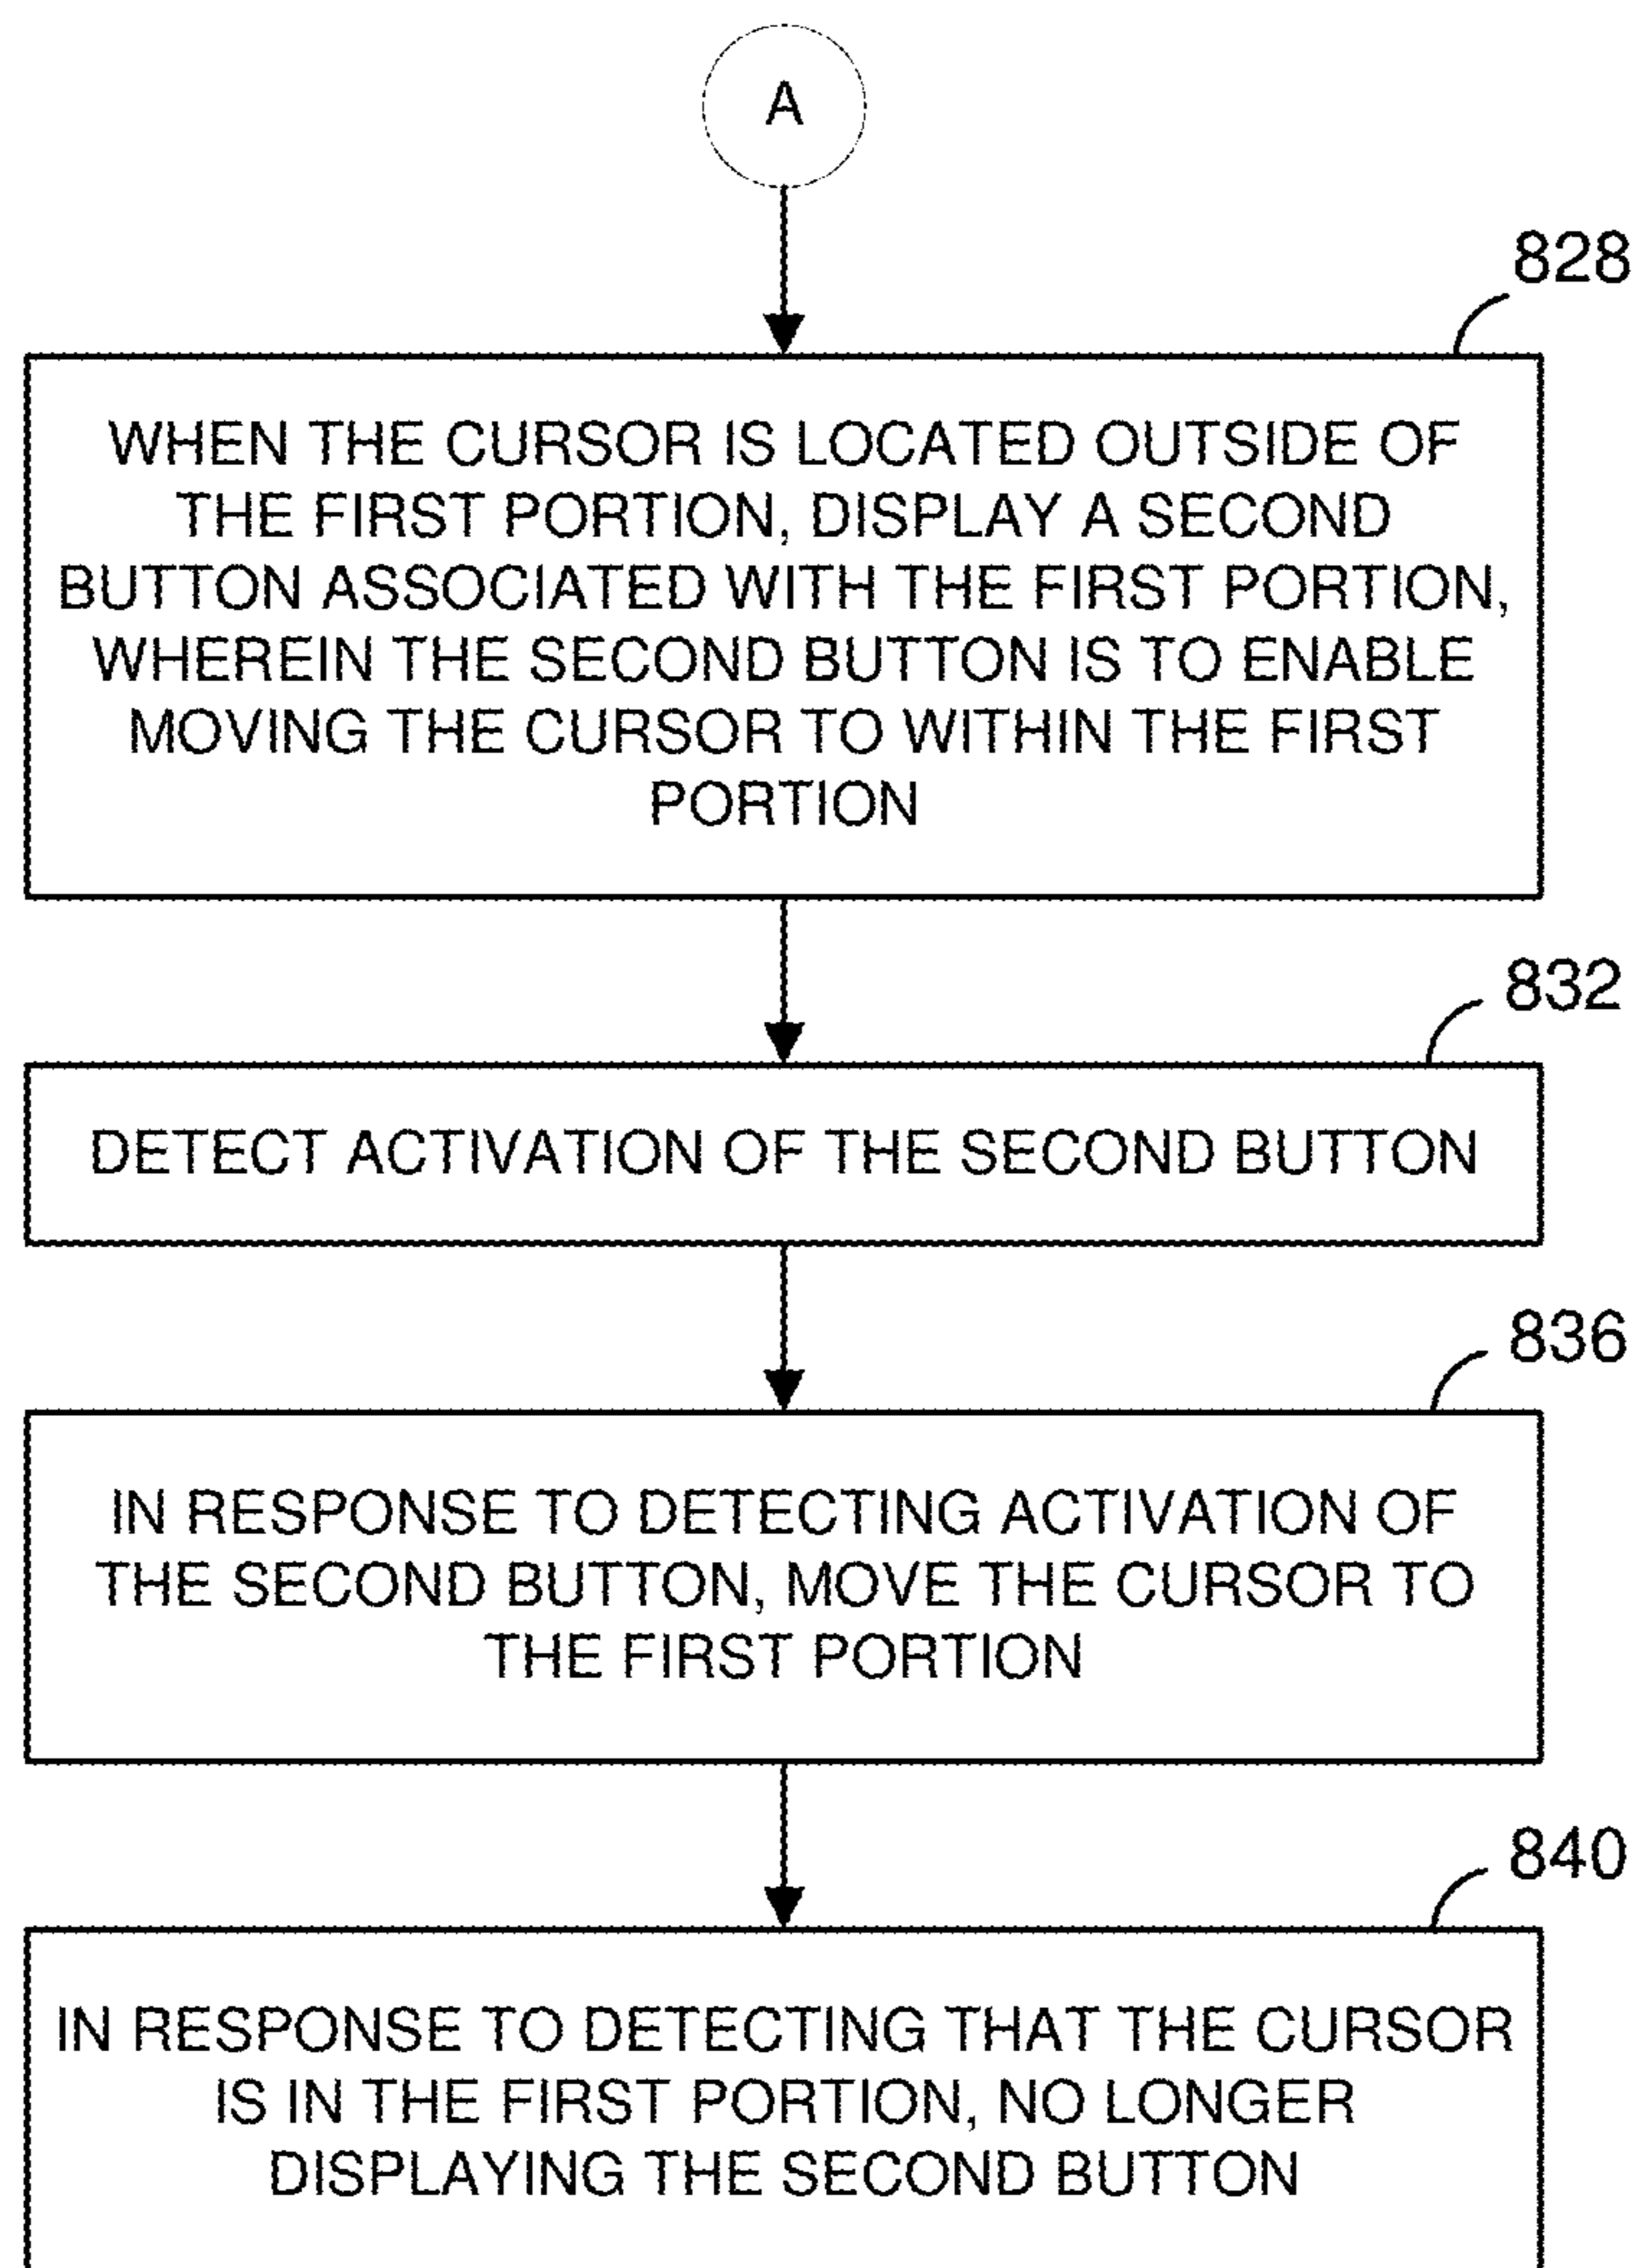 A
828
WHEN THE CURSOR IS LOCATED OUTSIDE OF
THE FIRST PORTION, DISPLAY A SECOND
BUTTON ASSOCIATED WITH THE FIRST PORTION,
WHEREIN THE SECOND BUTTON IS TO ENABLE
MOVING THE CURSOR TO WITHIN THE FIRST
PORTION
832
DETECT ACTIVATION OF THE SECOND BUTTON
836
IN RESPONSE TO DETECTING ACTIVATION OF
THE SECOND BUTTON, MOVE THE CURSOR TO
THE FIRST PORTION
840
IN RESPONSE TO DETECTING THAT THE CURSOR
IS IN THE FIRST PORTION, NO LONGER
DISPLAYING THE SECOND BUTTON